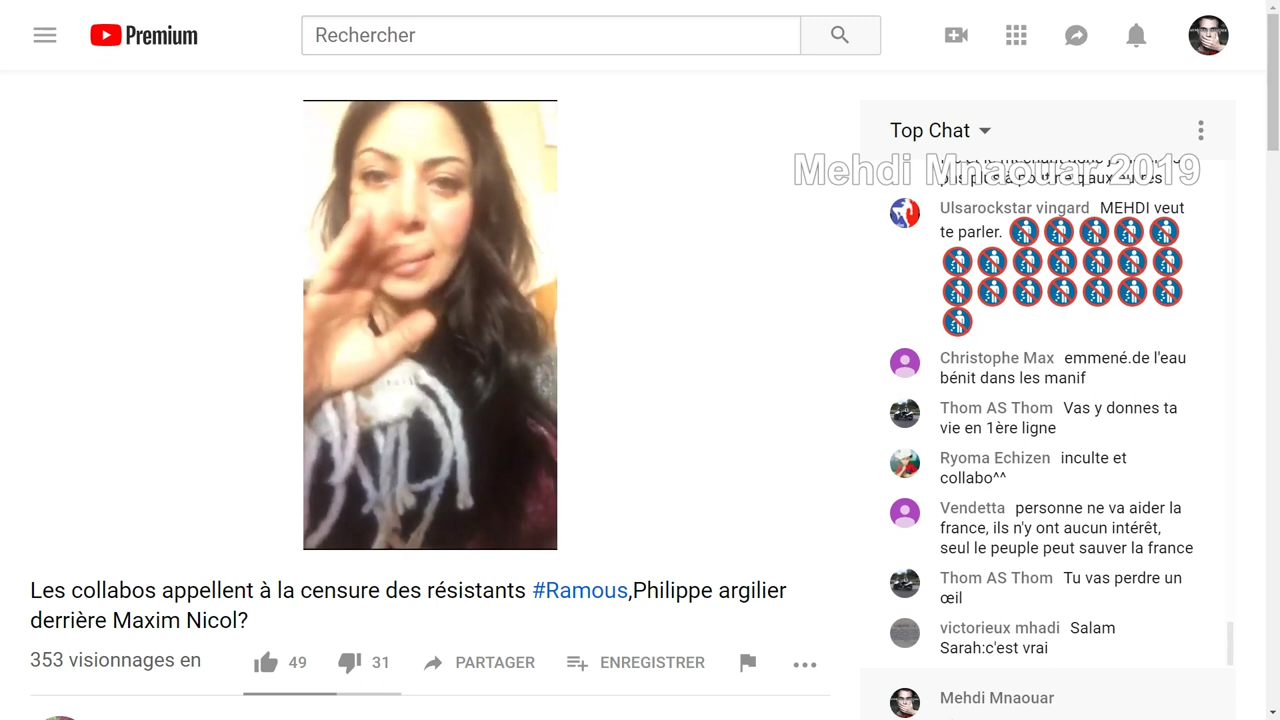 Premium
Rechercher
Top Chat
Mehdi Mnaouar 2019
Ulsarockstar vingard MEHDI veut
te parler.
Christophe Max emmené.de l'eau
bénit dans les manif
Thom AS Thom Vas y donnes ta
vie en 1ère ligne
Ryoma Echizen inculte et
collabo^^
Vendetta personne ne va aider la
france, ils n'y ont aucun intérêt,
seul le peuple peut sauver la france
Thom AS Thom Tu vas perdre un
œil
victorieux mhadi Salam
Sarah:c'est vrai
Mehdi Mnaouar
Les collabos appellent à la censure des résistants #Ramous,Philippe argilier
derrière Maxim Nicol?
353 visionnages en
49
31
PARTAGER
ENREGISTRER